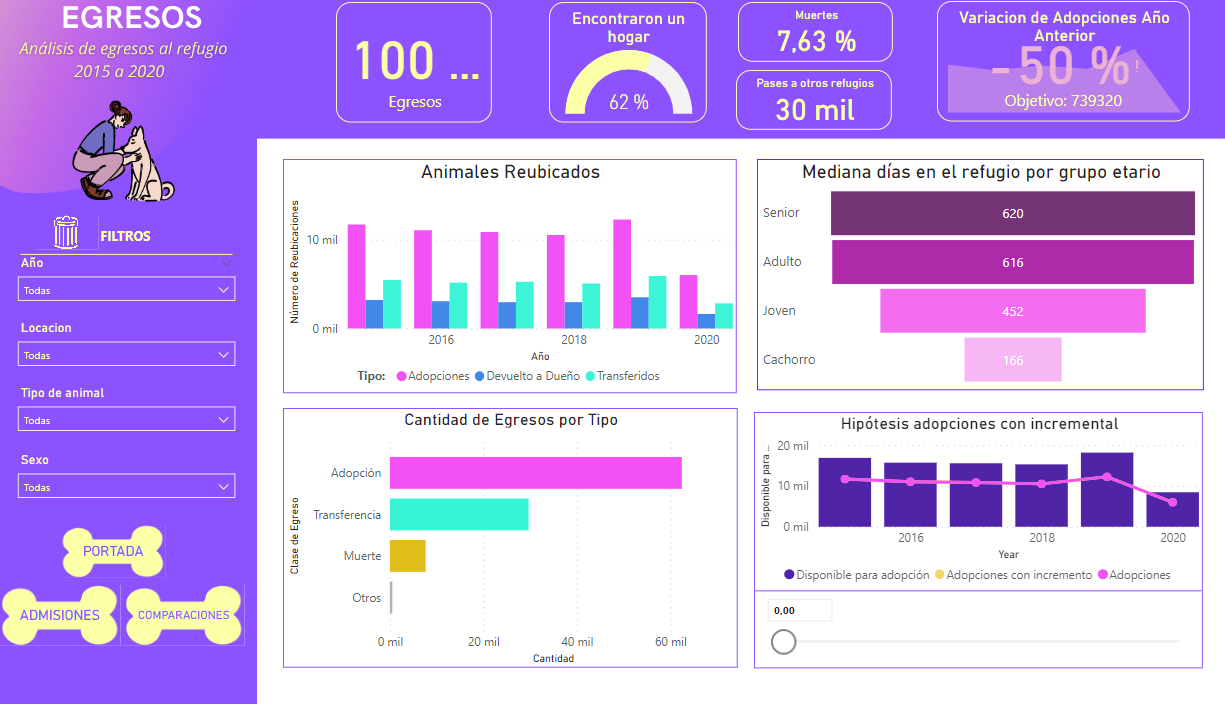 EGRESOS
Análisis de egresos al refugio
2015 a 2020
FILTROS
Año
Todas
Locacion
Todas
Tipo de animal
Todas
Sexo
Todas
PORTADA
ADMISIONES
COMPARACIONES
100 ...
Egresos
Encontraron un
hogar
62 %
Muertes
7,63 %
Pases a otros refugios
30 mil
Variacion de Adopciones Año
Anterior
-50 % !
Objetivo: 739320
Animales Reubicados
Número de Reubicaciones
10 mil
0 mil
2016
2018
2020
Año
Tipo:
Adopciones
Devuelto a Dueño
Transferidos
Mediana días en el refugio por grupo etario
Senior
620
Adulto
616
Joven
452
Cachorro
166
Cantidad de Egresos por Tipo
Clase de Egreso
Adopción
Transferencia
Muerte
Otros
0 mil
20 mil
40 mil
60 mil
Cantidad
Hipótesis adopciones con incremental
Disponible para ...
20 mil
10 mil
0 mil
2016
2018
2020
Year
Disponible para adopción
Adopciones con incremento
Adopciones
0,00